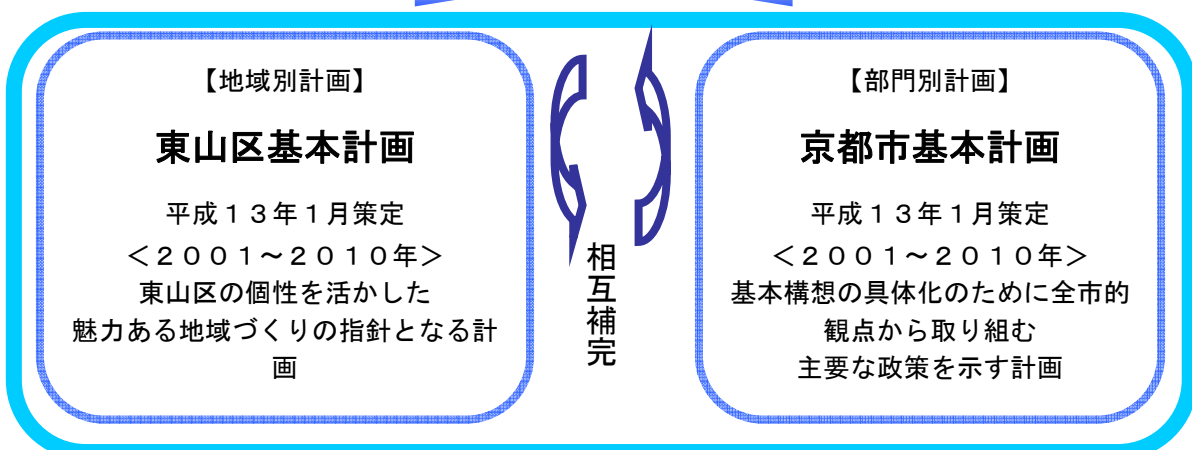 【地域別計画】
東山区基本計画
平成１３年１月策定
＜２００１～２０１０年＞
東山区の個性を活かした
魅力ある地域づくりの指針となる計
画
相互補完
【部門別計画】
京都市基本計画
平成１３年１月策定
＜２００１～２０１０年＞
基本構想の具体化のために全市的
観点から取り組む
主要な政策を示す計画